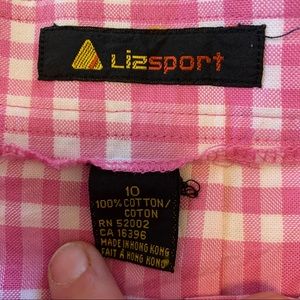 Lizsport
10
100% COTTON/
COTON
RN 52002
CA 16396
MADE IN HONG KONG
FAIT À HONG KONG